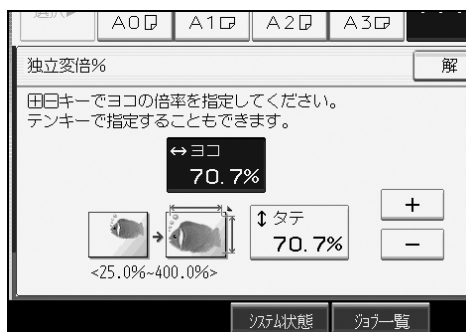 選択▶
A0 A1 A2 A3
独立変倍%
解
⊞⊟キーでヨコの倍率を指定してください。
テンキーで指定することもできます。
↔ヨコ
70.7%
↕タテ
70.7%
+
−
<25.0%~400.0%>
システム状態 ジョブ一覧